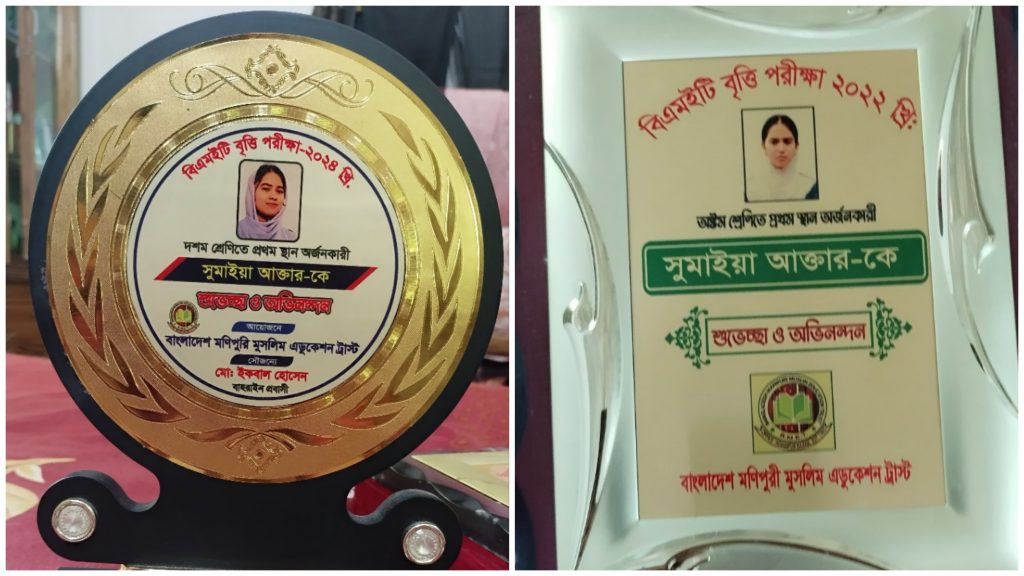 বিএমইটি বৃত্তি পরীক্ষা-২০২৪ খ্রি.
দশম শ্রেণিতে প্রথম স্থান অর্জনকারী
সুমাইয়া আক্তার-কে
শুভেচ্ছা ও অভিনন্দন
আয়োজনে
বাংলাদেশ মণিপুরি মুসলিম এডুকেশন ট্রাস্ট
সৌজন্যে
মো: ইকবাল হোসেন
বাহরাইন প্রবাসী
বিএমইটি বৃত্তি পরীক্ষা ২০২২ খ্রি:
অষ্টম শ্রেণিতে প্রথম স্থান অর্জনকারী
সুমাইয়া আক্তার-কে
শুভেচ্ছা ও অভিনন্দন
বাংলাদেশ মণিপুরী মুসলিম এডুকেশন ট্রাস্ট